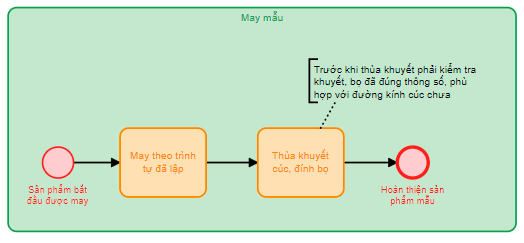 May mẫu
Trước khi thùa khuyết phải kiểm tra
khuyết, bọ đã đúng thông số, phù
hợp với đường kính cúc chưa
May theo trình
tự đã lập
Thùa khuyết
cúc, đính bọ
Sản phẩm bắt
đầu được may
Hoàn thiện sản
phẩm mẫu